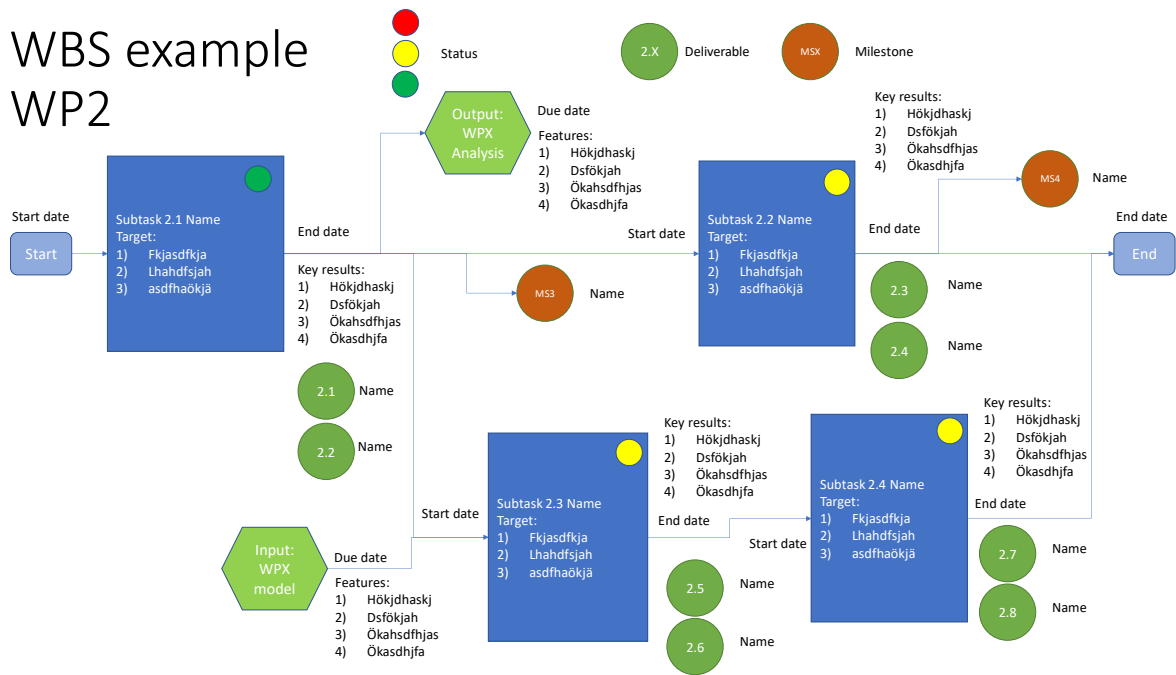 WBS example
WP2
Status
2.X
Deliverable
MSX
Milestone
Output:
WPX
Analysis
Due date
Features:
1) Hökjdhaskj
2) Dsfökjah
3) Ökahsdfhjas
4) Ökasdhjfa
Key results:
1) Hökjdhaskj
2) Dsfökjah
3) Ökahsdfhjas
4) Ökasdhjfa
MS4
Name
Start date
Start
Subtask 2.1 Name
Target:
1) Fkjasdfkja
2) Lhahdfsjah
3) asdfhaökjä
End date
Key results:
1) Hökjdhaskj
2) Dsfökjah
3) Ökahsdfhjas
4) Ökasdhjfa
2.1
Name
2.2
Name
MS3
Name
Start date
Subtask 2.2 Name
Target:
1) Fkjasdfkja
2) Lhahdfsjah
3) asdfhaökjä
End date
2.3
Name
2.4
Name
End date
End
Input:
WPX
model
Due date
Features:
1) Hökjdhaskj
2) Dsfökjah
3) Ökahsdfhjas
4) Ökasdhjfa
Start date
Subtask 2.3 Name
Target:
1) Fkjasdfkja
2) Lhahdfsjah
3) asdfhaökjä
Key results:
1) Hökjdhaskj
2) Dsfökjah
3) Ökahsdfhjas
4) Ökasdhjfa
End date
2.5
Name
2.6
Name
Start date
Subtask 2.4 Name
Target:
1) Fkjasdfkja
2) Lhahdfsjah
3) asdfhaökjä
Key results:
1) Hökjdhaskj
2) Dsfökjah
3) Ökahsdfhjas
4) Ökasdhjfa
End date
2.7
Name
2.8
Name